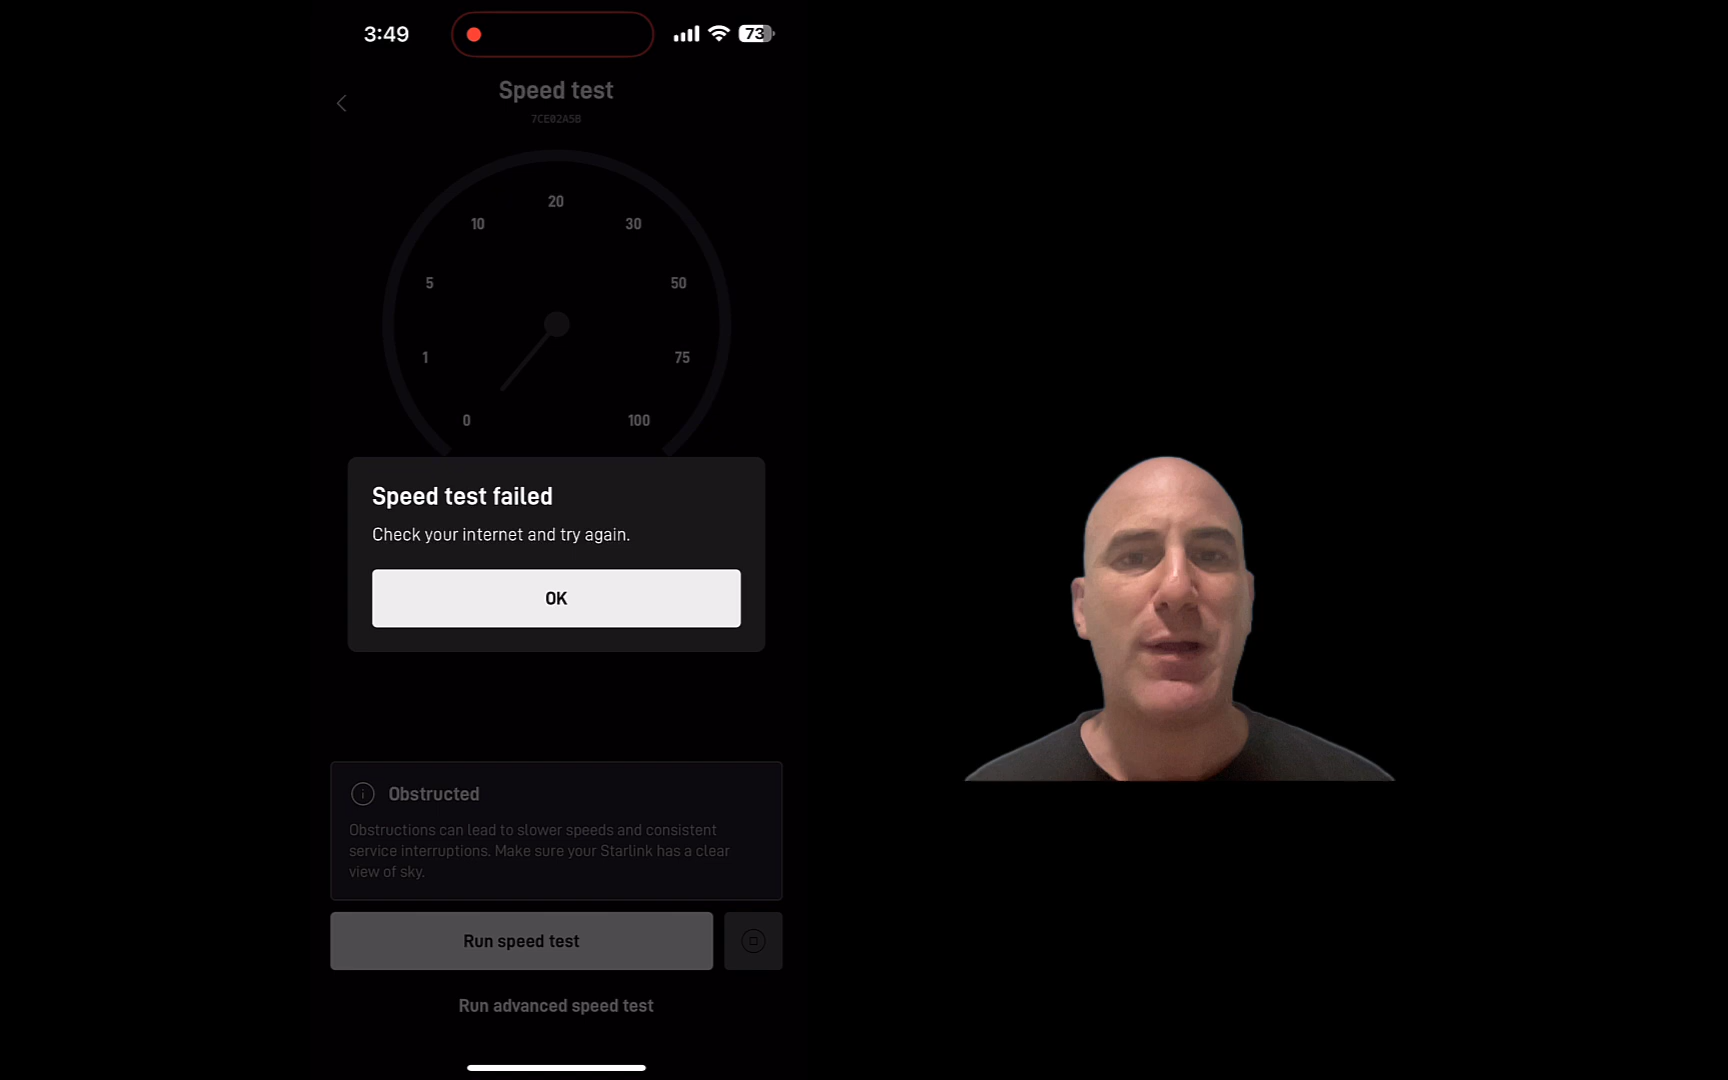 3:49
73
Speed test
7CE02A5B
20
10
30
5
50
1
75
0
100
Speed test failed
Check your internet and try again.
OK
Obstructed
Obstructions can lead to slower speeds and consistent
service interruptions. Make sure your Starlink has a clear
view of sky.
Run speed test
Run advanced speed test